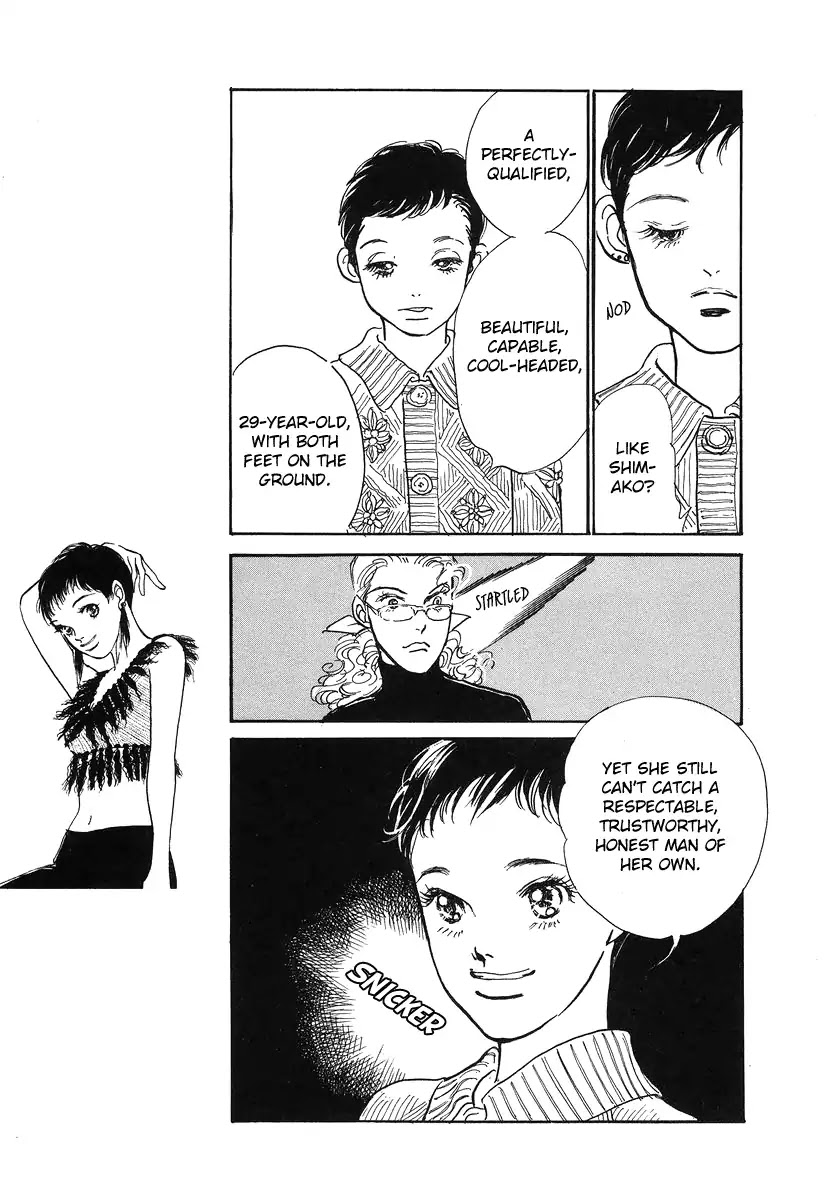 NOD
LIKE
SHIM-
AKO?
A
PERFECTLY-
QUALIFIED,
BEAUTIFUL,
CAPABLE,
COOL-HEADED,
29-YEAR-OLD,
WITH BOTH
FEET ON THE
GROUND.
STARTLED
YET SHE STILL
CAN'T CATCH A
RESPECTABLE,
TRUSTWORTHY,
HONEST MAN OF
HER OWN.
SNICKER